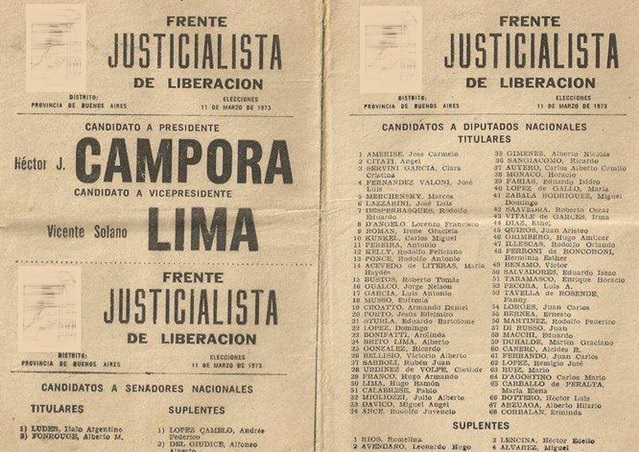 FRENTE
JUSTICIALISTA
DE LIBERACION
DISTRITO:
PROVINCIA DE BUENOS AIRES
ELECCIONES
11 DE MARZO DE 1973
CANDIDATO A PRESIDENTE
Héctor J. CAMPORA
CANDIDATO A VICEPRESIDENTE
Vicente Solano LIMA
FRENTE
JUSTICIALISTA
DE LIBERACION
DISTRITO:
PROVINCIA DE BUENOS AIRES
ELECCIONES
11 DE MARZO DE 1973
CANDIDATOS A SENADORES NACIONALES
TITULARES
1) LUDER, Italo Argentino
2) FONROUGE, Alberto M.
SUPLENTES
1) LOPEZ CAMELO, Andrés
Federico
2) DEL GIUDICE, Alfonso
Alberto
FRENTE
JUSTICIALISTA
DE LIBERACION
DISTRITO:
PROVINCIA DE BUENOS AIRES
ELECCIONES
11 DE MARZO DE 1973
CANDIDATOS A DIPUTADOS NACIONALES
TITULARES
1 AMERISE, José Carmelo
2 CITATI, Angel
3 SERVINI GARCIA, Clara
Cristina
4 FERNANDEZ VALONI, José
Luis
5 MERCHENSKY, Marcos
6 LAZZARINI, José Luis
7 DESPERBASQUES, Rodolfo
Eduardo
8 D'ANGELO, Lorenzo Francisco
9 ROMAN, Irene Graciela
10 KUNKEL, Carlos Miguel
11 PEREIRA, Antonio
12 KELLY, Rodolfo Feliciano
13 PONCE, Rodolfo Antonio
14 ACEVEDO de LITERAS, María
Haydée
15 BUSTOS, Roberto Tomás
16 GUALCO, Jorge Nelson
17 GARCIA, Luis Antonio
18 MUSSO, Eufemia
19 CROATTO, Armando Daniel
20 PORTO, Jesús Edelmiro
21 STURLA, Eduardo Bartolomé
22 LOPEZ, Domingo
23 BONIFATTI, Arolinda
24 BRITO LIMA, Alberto
25 GONZALEZ, Ricardo
26 BELLISIO, Victorio Alberto
27 SARBOLI, Rubén Juan
28 URDINEZ DE VOLPE, Clotilde
29 FRANCO, Hugo Armando
30 LIMA, Hugo Ramón
31 CALABRESE, Pablo
32 MIGLIOZZI, Julio Alberto
33 DAVICO, Miguel Angel
34 ARCE, Rodolfo Juvencio
35 GIMENEZ, Alberto Nicolás
36 SANGIACOMO, Ricardo
37 AUYERO, Carlos Alberto Camilo
38 MONACO, Horacio
39 FARIAS, Eduardo Isidro
40 LOPEZ de GALLO, María
41 ZABALA RODRIGUEZ, Miguel
Domingo
42 SAAVEDRA, Roberto Oscar
43 VITALE de GARCES, Irma
44 DIAZ, Ethel
45 QUIROS, Juan Aristeo
46 GRIMBERG, Hugo Amilcar
47 ILLESCAS, Rodolfo Orlando
48 FERRONI de RONCORONI,
Herminia Esther
49 BENAMO, Victor
50 SALVADORES, Eduardo Isaac
51 TARAMASCO, Enrique Horacio
52 PECORIA, Luis A.
53 TAVELLA de ROSENDE,
Fanny
54 LORGES, Juan Carlos
55 BERNEA, Ernesto
56 MARTINEZ, Rodolfo Federico
57 DI RUSSO, Juan
58 MACCHI, Eduardo
59 DUHALDE, Martín Graciano
60 CANERO, Alcides R.
61 FERRANDO, Juan Carlos
62 LOPEZ, Remigio José
63 RUIZ, Mario
64 D'AGOSTINO Carlos Mario
65 CARBALLO de PERALTA,
María Elena
66 BOTTERO, Héctor Luis
67 ARZUAGA, Alberto Hilario
68 CORBALAN, Erminda
SUPLENTES
1 RIOS, Romelina
2 AVENDAÑO, Leonardo Hugo
3 LENCINA, Héctor Edelio
4 ALVAREZ, Miguel